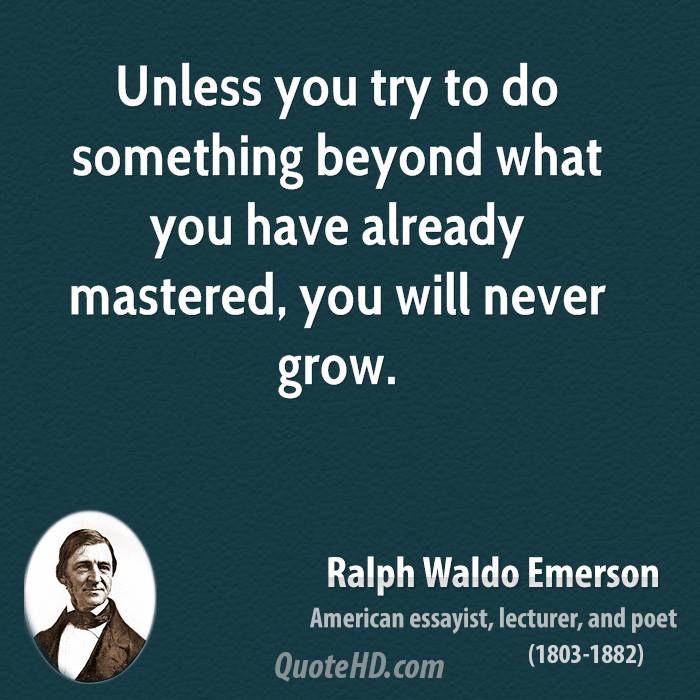 Unless you try to do
something beyond what
you have already
mastered, you will never
grow.
Ralph Waldo Emerson
American essayist, lecturer, and poet
(1803-1882)
QuoteHD.com